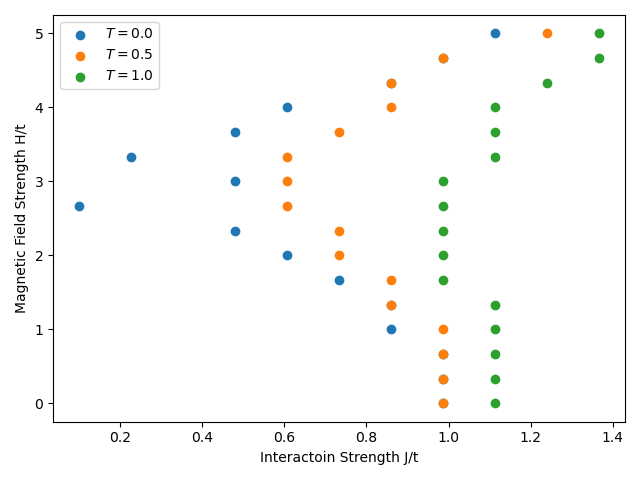 T = 0.0
T = 0.5
T = 1.0
Magnetic Field Strength H/t
5
4
3
2
1
0
0.2 0.4 0.6 0.8 1.0 1.2 1.4
Interactoin Strength J/t